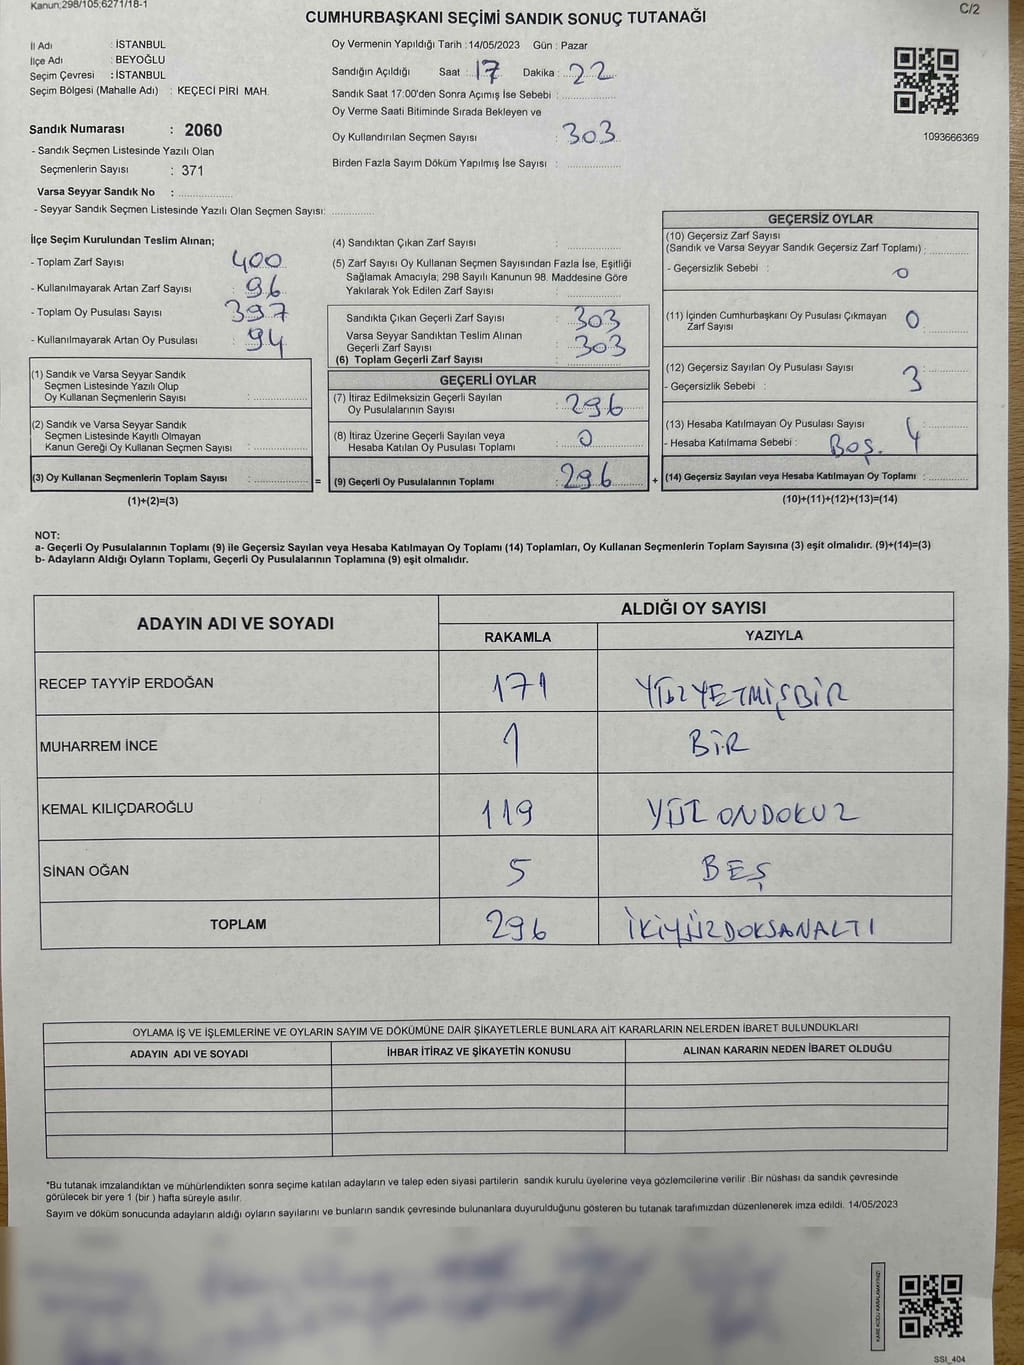 Kanun;298/105,6271/18-1
C/2
CUMHURBAŞKANI SEÇİMİ SANDIK SONUÇ TUTANAĞI
İl Adı : İSTANBUL
İlçe Adı : BEYOĞLU
Seçim Çevresi : İSTANBUL
Seçim Bölgesi (Mahalle Adı) : KEÇECİ PİRİ MAH.
Sandık Numarası : 2060
- Sandık Seçmen Listesinde Yazılı Olan
Seçmenlerin Sayısı : 371
Varsa Seyyar Sandık No :
- Seyyar Sandık Seçmen Listesinde Yazılı Olan Seçmen Sayısı:
Oy Vermenin Yapıldığı Tarih : 14/05/2023 Gün : Pazar
Sandığın Açıldığı Saat : 17 Dakika : 22
Sandık Saat 17:00'den Sonra Açımış İse Sebebi :
Oy Verme Saati Bitiminde Sırada Bekleyen ve
Oy Kullandırılan Seçmen Sayısı : 303
Birden Fazla Sayım Döküm Yapılmış İse Sayısı :
1093666369
İlçe Seçim Kurulundan Teslim Alınan;
- Toplam Zarf Sayısı : 400
- Kullanılmayarak Artan Zarf Sayısı : 96
- Toplam Oy Pusulası Sayısı : 397
- Kullanılmayarak Artan Oy Pusulası : 94
(1) Sandık ve Varsa Seyyar Sandık
Seçmen Listesinde Yazılı Olup
Oy Kullanan Seçmenlerin Sayısı :
(2) Sandık ve Varsa Seyyar Sandık
Seçmen Listesinde Kayıtlı Olmayan
Kanun Gereği Oy Kullanan Seçmen Sayısı :
(3) Oy Kullanan Seçmenlerin Toplam Sayısı : =
(1)+(2)=(3)
(4) Sandıktan Çıkan Zarf Sayısı :
(5) Zarf Sayısı Oy Kullanan Seçmen Sayısından Fazla İse, Eşitliği
Sağlamak Amacıyla; 298 Sayılı Kanunun 98. Maddesine Göre
Yakılarak Yok Edilen Zarf Sayısı :
Sandıkta Çıkan Geçerli Zarf Sayısı : 303
Varsa Seyyar Sandıktan Teslim Alınan
Geçerli Zarf Sayısı : 303
(6) Toplam Geçerli Zarf Sayısı :
GEÇERLİ OYLAR
(7) İtiraz Edilmeksizin Geçerli Sayılan
Oy Pusulalarının Sayısı : 296
(8) İtiraz Üzerine Geçerli Sayılan veya
Hesaba Katılan Oy Pusulası Toplamı : 0
(9) Geçerli Oy Pusulalarının Toplamı : 296 +
GEÇERSİZ OYLAR
(10) Geçersiz Zarf Sayısı
(Sandık ve Varsa Seyyar Sandık Geçersiz Zarf Toplamı) :
- Geçersizlik Sebebi : 0
(11) İçinden Cumhurbaşkanı Oy Pusulası Çıkmayan
Zarf Sayısı : 0
(12) Geçersiz Sayılan Oy Pusulası Sayısı : 3
- Geçersizlik Sebebi :
(13) Hesaba Katılmayan Oy Pusulası Sayısı : 4
- Hesaba Katılmama Sebebi : Boş.
(14) Geçersiz Sayılan veya Hesaba Katılmayan Oy Toplamı :
(10)+(11)+(12)+(13)=(14)
NOT:
a- Geçerli Oy Pusulalarının Toplamı (9) ile Geçersiz Sayılan veya Hesaba Katılmayan Oy Toplamı (14) Toplamları, Oy Kullanan Seçmenlerin Toplam Sayısına (3) eşit olmalıdır. (9)+(14)=(3)
b- Adayların Aldığı Oyların Toplamı, Geçerli Oy Pusulalarının Toplamına (9) eşit olmalıdır.
ADAYIN ADI VE SOYADI
ALDIĞI OY SAYISI
RAKAMLA YAZIYLA
RECEP TAYYİP ERDOĞAN 171 YÜZYETMİŞBİR
MUHARREM İNCE 1 BİR
KEMAL KILIÇDAROĞLU 119 YÜZ ONDOKUZ
SİNAN OĞAN 5 BEŞ
TOPLAM 296 İKİYÜZDOKSANALTI
OYLAMA İŞ VE İŞLEMLERİNE VE OYLARIN SAYIM VE DÖKÜMÜNE DAİR ŞİKAYETLERLE BUNLARA AİT KARARLARIN NELERDEN İBARET BULUNDUKLARI
ADAYIN ADI VE SOYADI İHBAR İTİRAZ VE ŞİKAYETİN KONUSU ALINAN KARARIN NEDEN İBARET OLDUĞU
*Bu tutanak imzalandıktan ve mühürlendikten sonra seçime katılan adayların ve talep eden siyasi partilerin sandık kurulu üyelerine veya gözlemcilerine verilir. Bir nüshası da sandık çevresinde
görülecek bir yere 1 (bir ) hafta süreyle asılır.
Sayım ve döküm sonucunda adayların aldığı oyların sayılarını ve bunların sandık çevresinde bulunanlara duyurulduğunu gösteren bu tutanak tarafımızdan düzenlenerek imza edildi. 14/05/2023
KARE KODU KARALAMAYINIZ!
SSI_404